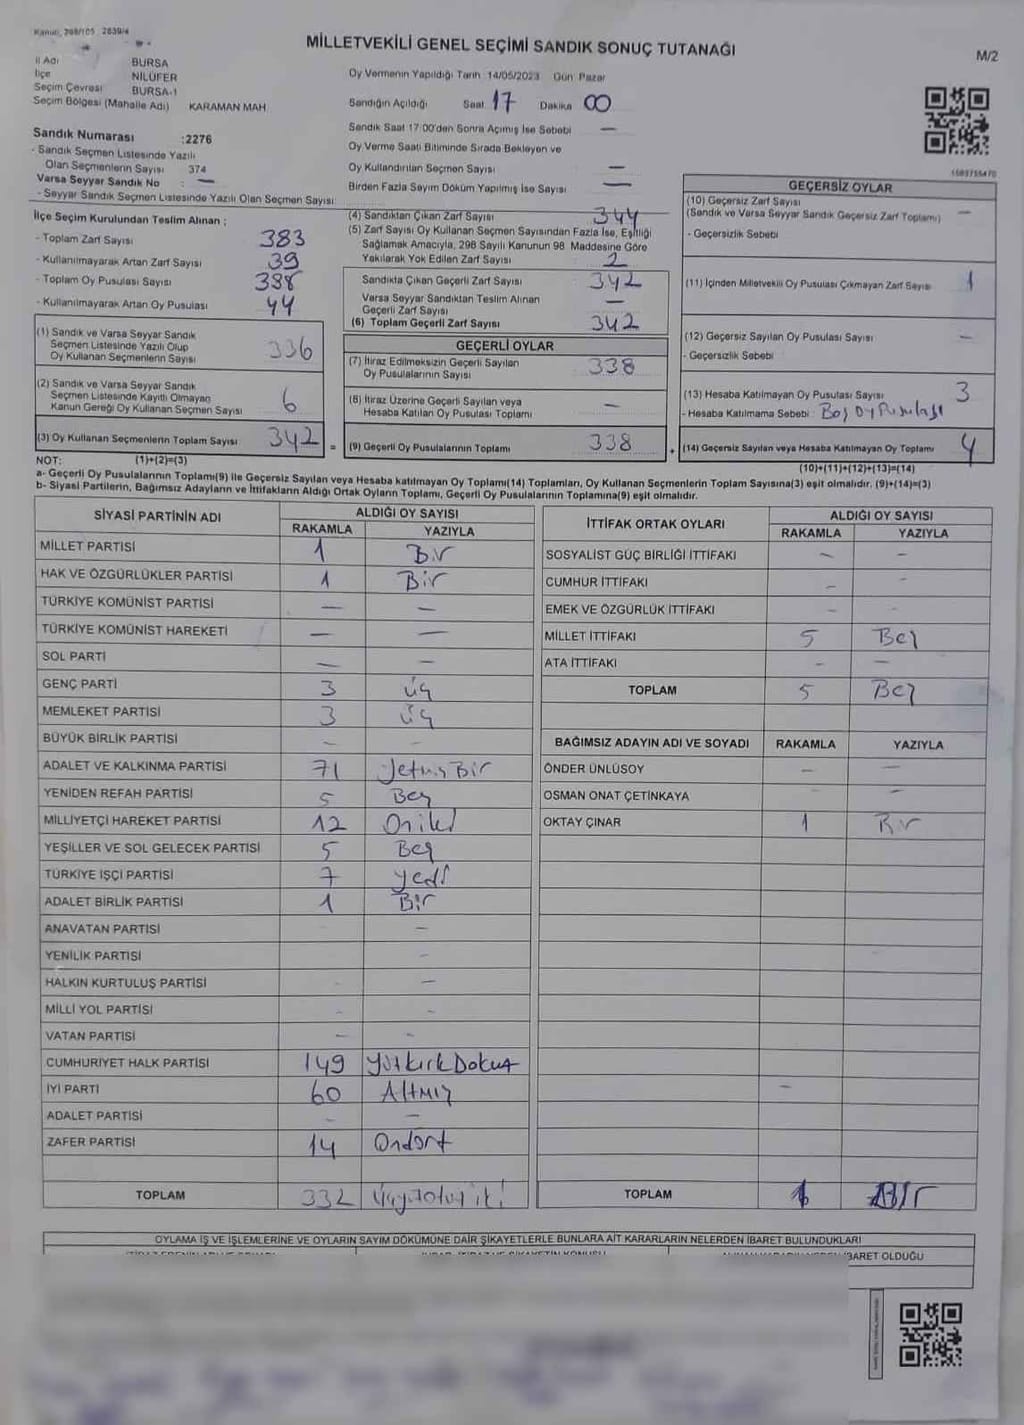 Kanun, 298/105 2839/4
MİLLETVEKİLİ GENEL SEÇİMİ SANDIK SONUÇ TUTANAĞI
M/2
İl Adı BURSA
İlçe NİLÜFER
Seçim Çevresi BURSA-1
Seçim Bölgesi (Mahalle Adı) KARAMAN MAH
Sandık Numarası :2276
- Sandık Seçmen Listesinde Yazılı
Olan Seçmenlerin Sayısı 374
Varsa Seyyar Sandık No : —
- Seyyar Sandık Seçmen Listesinde Yazılı Olan Seçmen Sayısı
Oy Vermenin Yapıldığı Tarih 14/05/2023 Gün Pazar
Sandığın Açıldığı Saat 17 Dakika 00
Sandık Saat 17:00'den Sonra Açılmış İse Sebebi —
Oy Verme Saati Bitiminde Sırada Bekleyen ve
Oy Kullandırılan Seçmen Sayısı —
Birden Fazla Sayım Döküm Yapılmış İse Sayısı —
İlçe Seçim Kurulundan Teslim Alınan ;
- Toplam Zarf Sayısı 383
- Kullanılmayarak Artan Zarf Sayısı 39
- Toplam Oy Pusulası Sayısı 388
- Kullanılmayarak Artan Oy Pusulası 44
(1) Sandık ve Varsa Seyyar Sandık
Seçmen Listesinde Yazılı Olup
Oy Kullanan Seçmenlerin Sayısı 336
(2) Sandık ve Varsa Seyyar Sandık
Seçmen Listesinde Kayıtlı Olmayan
Kanun Gereği Oy Kullanan Seçmen Sayısı 6
(3) Oy Kullanan Seçmenlerin Toplam Sayısı 342 =
(4) Sandıktan Çıkan Zarf Sayısı 344
(5) Zarf Sayısı Oy Kullanan Seçmen Sayısından Fazla İse, Eşitliği
Sağlamak Amacıyla, 298 Sayılı Kanunun 98 Maddesine Göre
Yakılarak Yok Edilen Zarf Sayısı 2
Sandıkta Çıkan Geçerli Zarf Sayısı 342
Varsa Seyyar Sandıktan Teslim Alınan
Geçerli Zarf Sayısı —
(6) Toplam Geçerli Zarf Sayısı 342
GEÇERLİ OYLAR
(7) İtiraz Edilmeksizin Geçerli Sayılan
Oy Pusulalarının Sayısı 338
(8) İtiraz Üzerine Geçerli Sayılan veya
Hesaba Katılan Oy Pusulası Toplamı —
(9) Geçerli Oy Pusulalarının Toplamı 338 +
GEÇERSİZ OYLAR
(10) Geçersiz Zarf Sayısı
(Sandık ve Varsa Seyyar Sandık Geçersiz Zarf Toplamı) —
- Geçersizlik Sebebi
(11) İçinden Milletvekili Oy Pusulası Çıkmayan Zarf Sayısı 1
(12) Geçersiz Sayılan Oy Pusulası Sayısı —
- Geçersizlik Sebebi
(13) Hesaba Katılmayan Oy Pusulası Sayısı 3
- Hesaba Katılmama Sebebi Boş Oy Pusulası
(14) Geçersiz Sayılan veya Hesaba Katılmayan Oy Toplamı 4
NOT: (1)+(2)=(3) (10)+(11)+(12)+(13)=(14)
a- Geçerli Oy Pusulalarının Toplamı(9) ile Geçersiz Sayılan veya Hesaba katılmayan Oy Toplamı(14) Toplamları, Oy Kullanan Seçmenlerin Toplam Sayısına(3) eşit olmalıdır. (9)+(14)=(3)
b- Siyasi Partilerin, Bağımsız Adayların ve İttifakların Aldığı Ortak Oyların Toplamı, Geçerli Oy Pusulalarının Toplamına(9) eşit olmalıdır.
SİYASİ PARTİNİN ADI ALDIĞI OY SAYISI
RAKAMLA YAZIYLA
MİLLET PARTİSİ 1 Bir
HAK VE ÖZGÜRLÜKLER PARTİSİ 1 Bir
TÜRKİYE KOMÜNİST PARTİSİ — —
TÜRKİYE KOMÜNİST HAREKETİ — —
SOL PARTİ — —
GENÇ PARTİ 3 Üç
MEMLEKET PARTİSİ 3 Üç
BÜYÜK BİRLİK PARTİSİ — -
ADALET VE KALKINMA PARTİSİ 71 Yetmiş Bir
YENİDEN REFAH PARTİSİ 5 Beş
MİLLİYETÇİ HAREKET PARTİSİ 12 Oniki
YEŞİLLER VE SOL GELECEK PARTİSİ 5 Beş
TÜRKİYE İŞÇİ PARTİSİ 7 Yedi
ADALET BİRLİK PARTİSİ 1 Bir
ANAVATAN PARTİSİ - —
YENİLİK PARTİSİ -
HALKIN KURTULUŞ PARTİSİ - —
MİLLİ YOL PARTİSİ - -
VATAN PARTİSİ — -
CUMHURİYET HALK PARTİSİ 149 Yüzkırk Dokuz
İYİ PARTİ 60 Altmış
ADALET PARTİSİ — —
ZAFER PARTİSİ 14 Ondört
TOPLAM 332 Üçyüzotuziki
İTTİFAK ORTAK OYLARI ALDIĞI OY SAYISI
RAKAMLA YAZIYLA
SOSYALİST GÜÇ BİRLİĞİ İTTİFAKI — —
CUMHUR İTTİFAKI — -
EMEK VE ÖZGÜRLÜK İTTİFAKI - -
MİLLET İTTİFAKI 5 Beş
ATA İTTİFAKI - —
TOPLAM 5 Beş
BAĞIMSIZ ADAYIN ADI VE SOYADI RAKAMLA YAZIYLA
ÖNDER ÜNLÜSOY — —
OSMAN ONAT ÇETİNKAYA -
OKTAY ÇINAR 1 Bir
—
TOPLAM 1 Bir
OYLAMA İŞ VE İŞLEMLERİNE VE OYLARIN SAYIM DÖKÜMÜNE DAİR ŞİKAYETLERLE BUNLARA AİT KARARLARIN NELERDEN İBARET BULUNDUKLARI
İBARET OLDUĞU